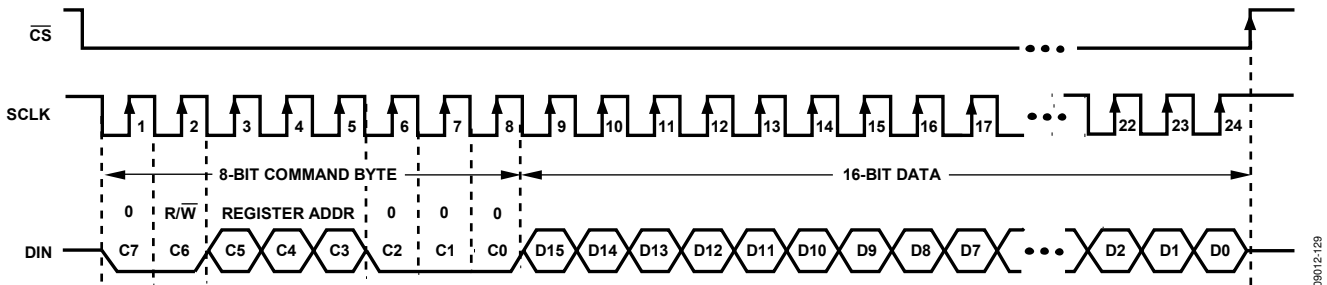 CS
SCLK
1 2 3 4 5 6 7 8 9 10 11 12 13 14 15 16 17 22 23 24
8-BIT COMMAND BYTE 16-BIT DATA
0 R/W REGISTER ADDR 0 0 0
DIN C7 C6 C5 C4 C3 C2 C1 C0 D15 D14 D13 D12 D11 D10 D9 D8 D7 D2 D1 D0
09012-129